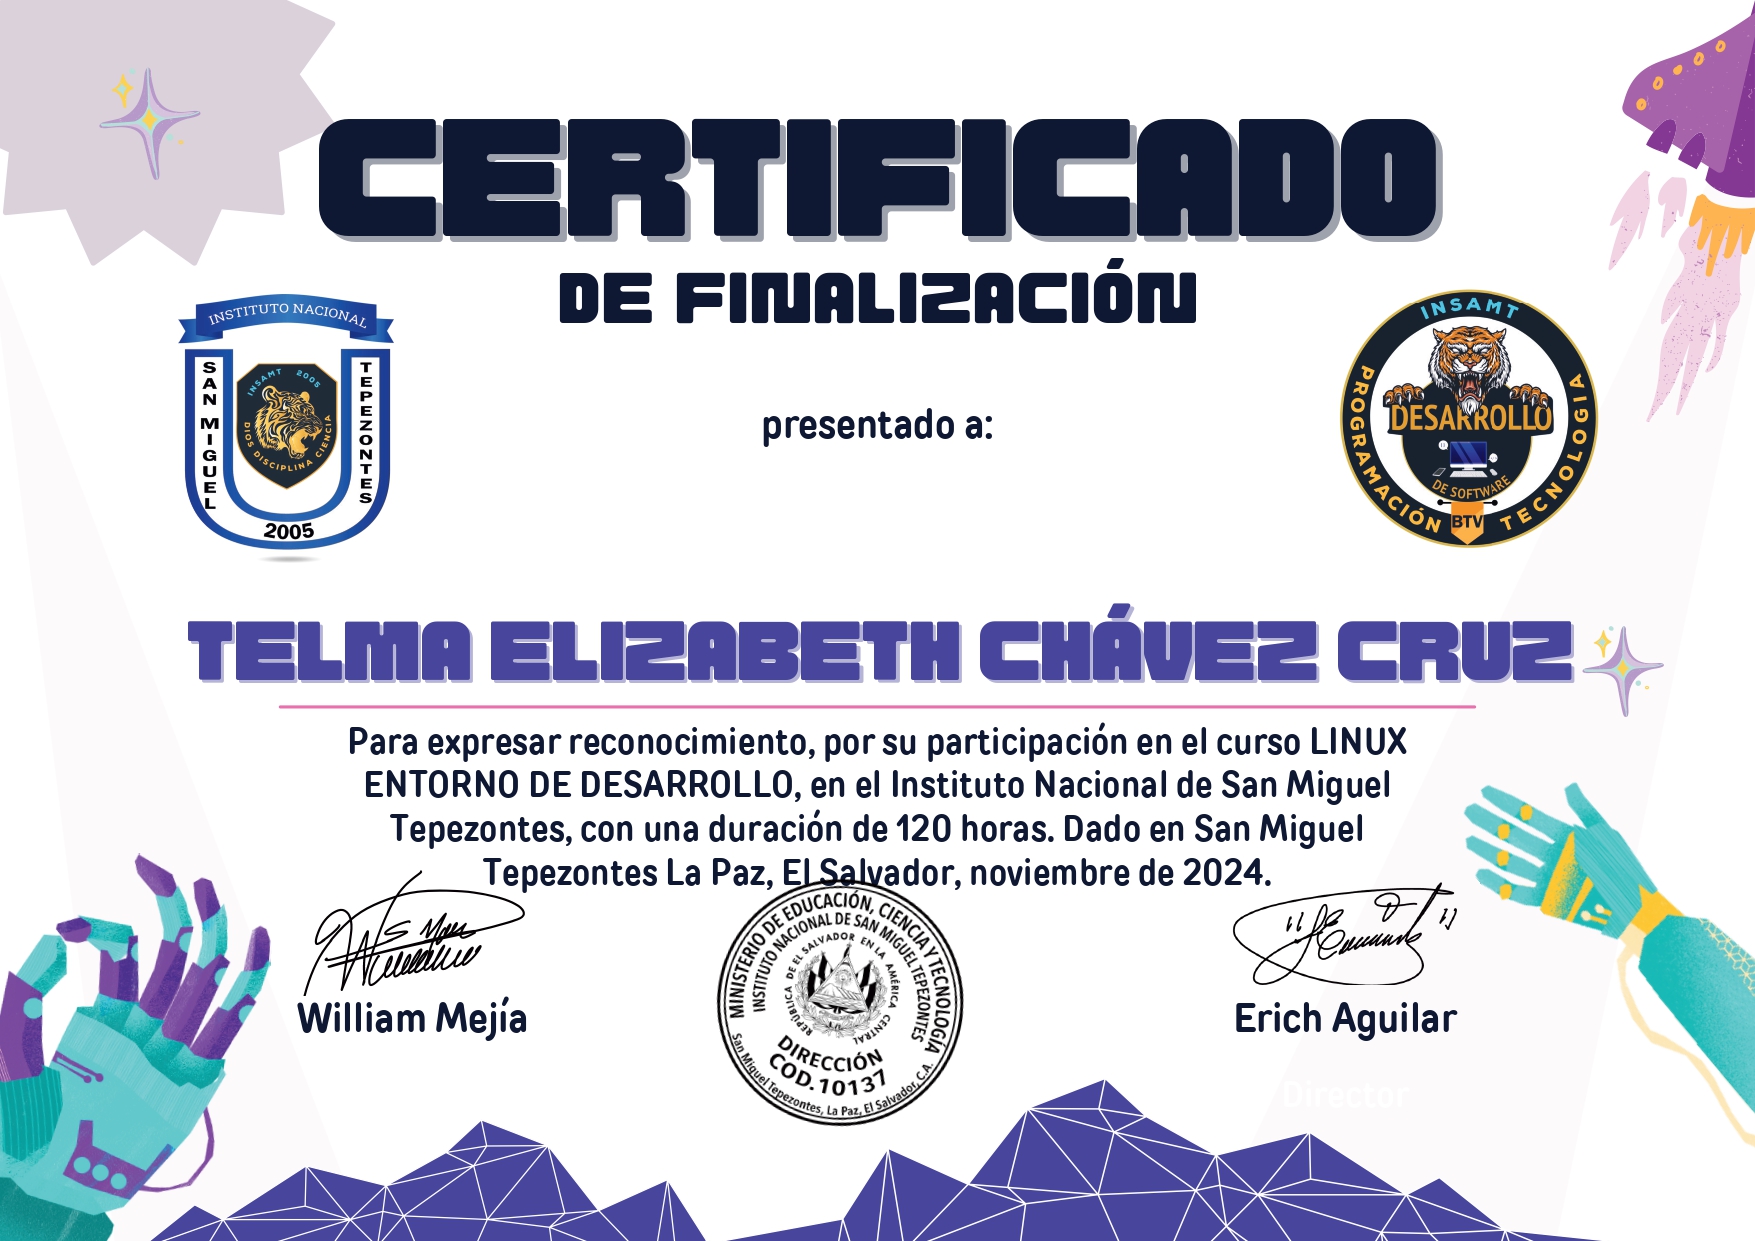 CERTIFICADO
DE FINALIZACIÓN
INSTITUTO NACIONAL
SAN MIGUEL
TEPEZONTES
INSAMT 2005
DIOS DISCIPLINA CIENCIA
2005
presentado a:
INSAMT
PROGRAMACIÓN
TECNOLOGIA
DESARROLLO
DE SOFTWARE
BTV
TELMA ELIZABETH CHÁVEZ CRUZ
Para expresar reconocimiento, por su participación en el curso LINUX
ENTORNO DE DESARROLLO, en el Instituto Nacional de San Miguel
Tepezontes, con una duración de 120 horas. Dado en San Miguel
Tepezontes La Paz, El Salvador, noviembre de 2024.
William Mejía
MINISTERIO DE EDUCACIÓN, CIENCIA Y TECNOLOGÍA
INSTITUTO NACIONAL DE SAN MIGUEL TEPEZONTES
REPÚBLICA DE EL SALVADOR EN LA AMÉRICA CENTRAL
DIRECCIÓN
COD. 10137
San Miguel Tepezontes, La Paz, El Salvador, C.A.
Erich Aguilar
Director